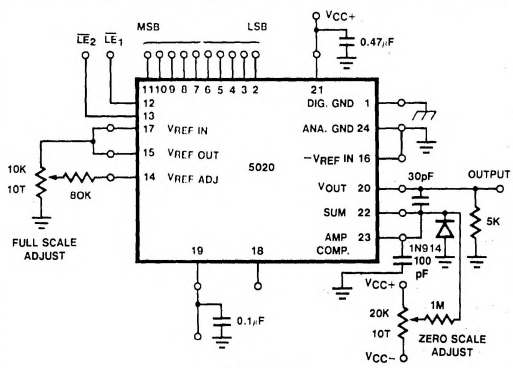 VCC+
0.47µF
LE2 LE1
MSB LSB
11 10 9 8 7 6 5 4 3 2 21
12
13
17 VREF IN
15 VREF OUT
14 VREF ADJ
5020
DIG. GND 1
ANA. GND 24
−VREF IN 16
VOUT 20
SUM 22
AMP 23
COMP.
19 18
10K
10T
80K
FULL SCALE
ADJUST
0.1µF
30pF
OUTPUT
5K
1N914
100
pF
VCC+
20K
10T
1M
VCC−
ZERO SCALE
ADJUST